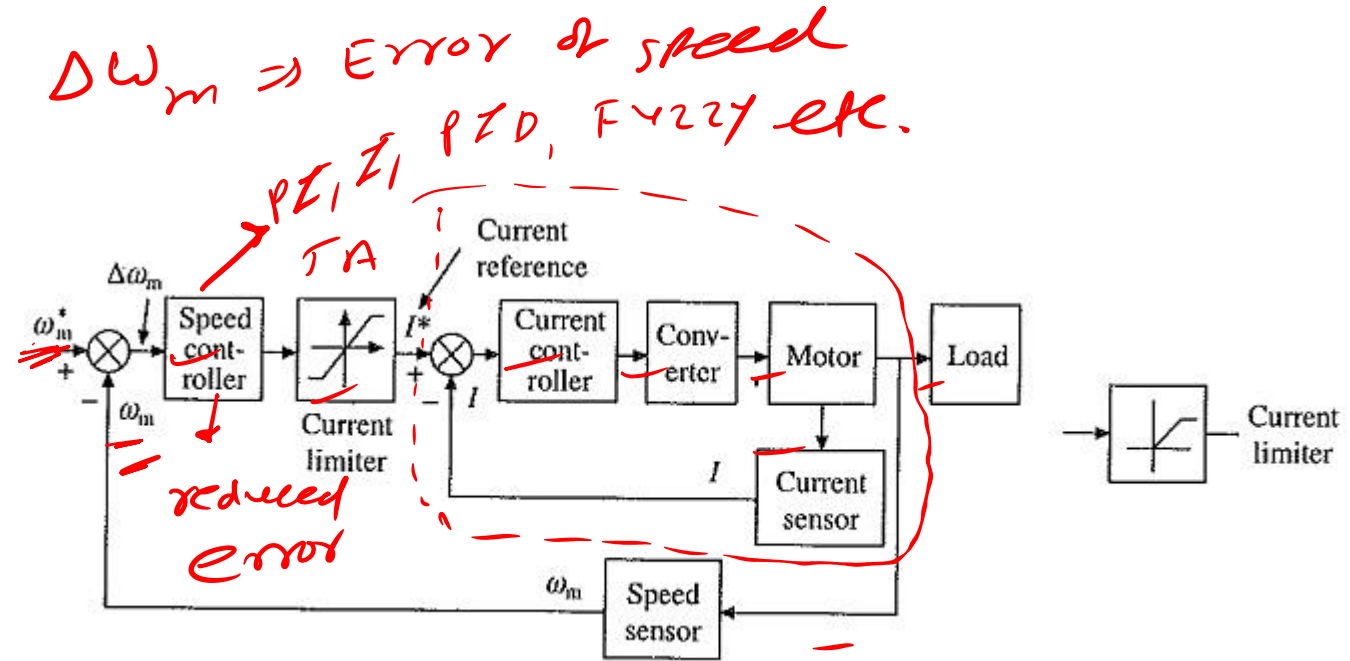 Δω_m ⇒ Error of speed
PI, I, PID, Fuzzy etc.
Current
reference
Δω_m
ω_m*
+
−
ω_m
Speed
cont-
roller
Current
limiter
reduced
error
I*
+
−
I
Current
cont-
roller
Conv-
erter
Motor
Load
I
Current
sensor
ω_m
Speed
sensor
Current
limiter